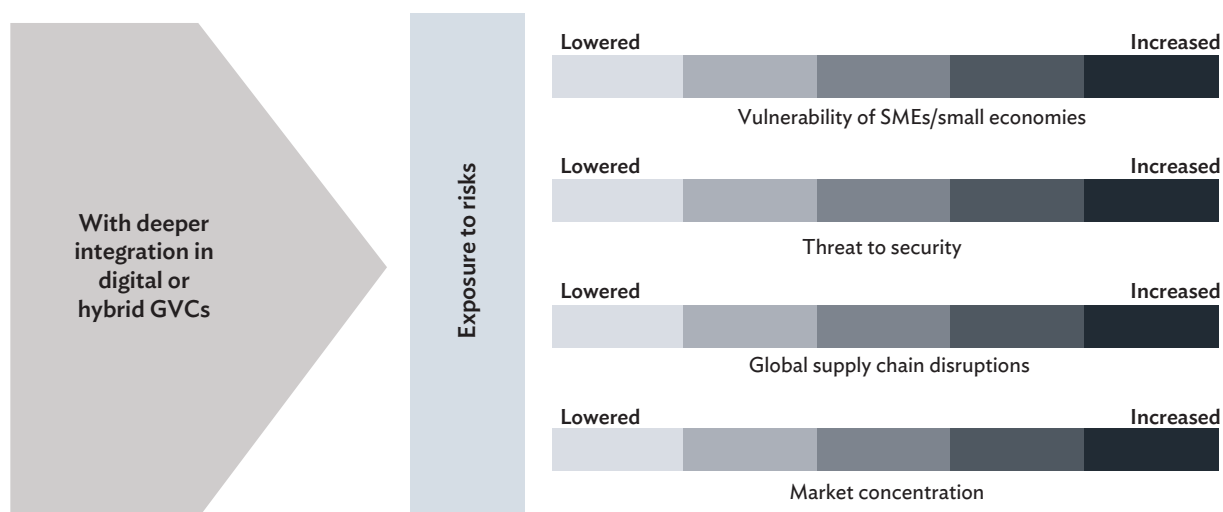 With deeper
integration in
digital or
hybrid GVCs
Exposure to risks
Lowered Increased
Vulnerability of SMEs/small economies
Lowered Increased
Threat to security
Lowered Increased
Global supply chain disruptions
Lowered Increased
Market concentration